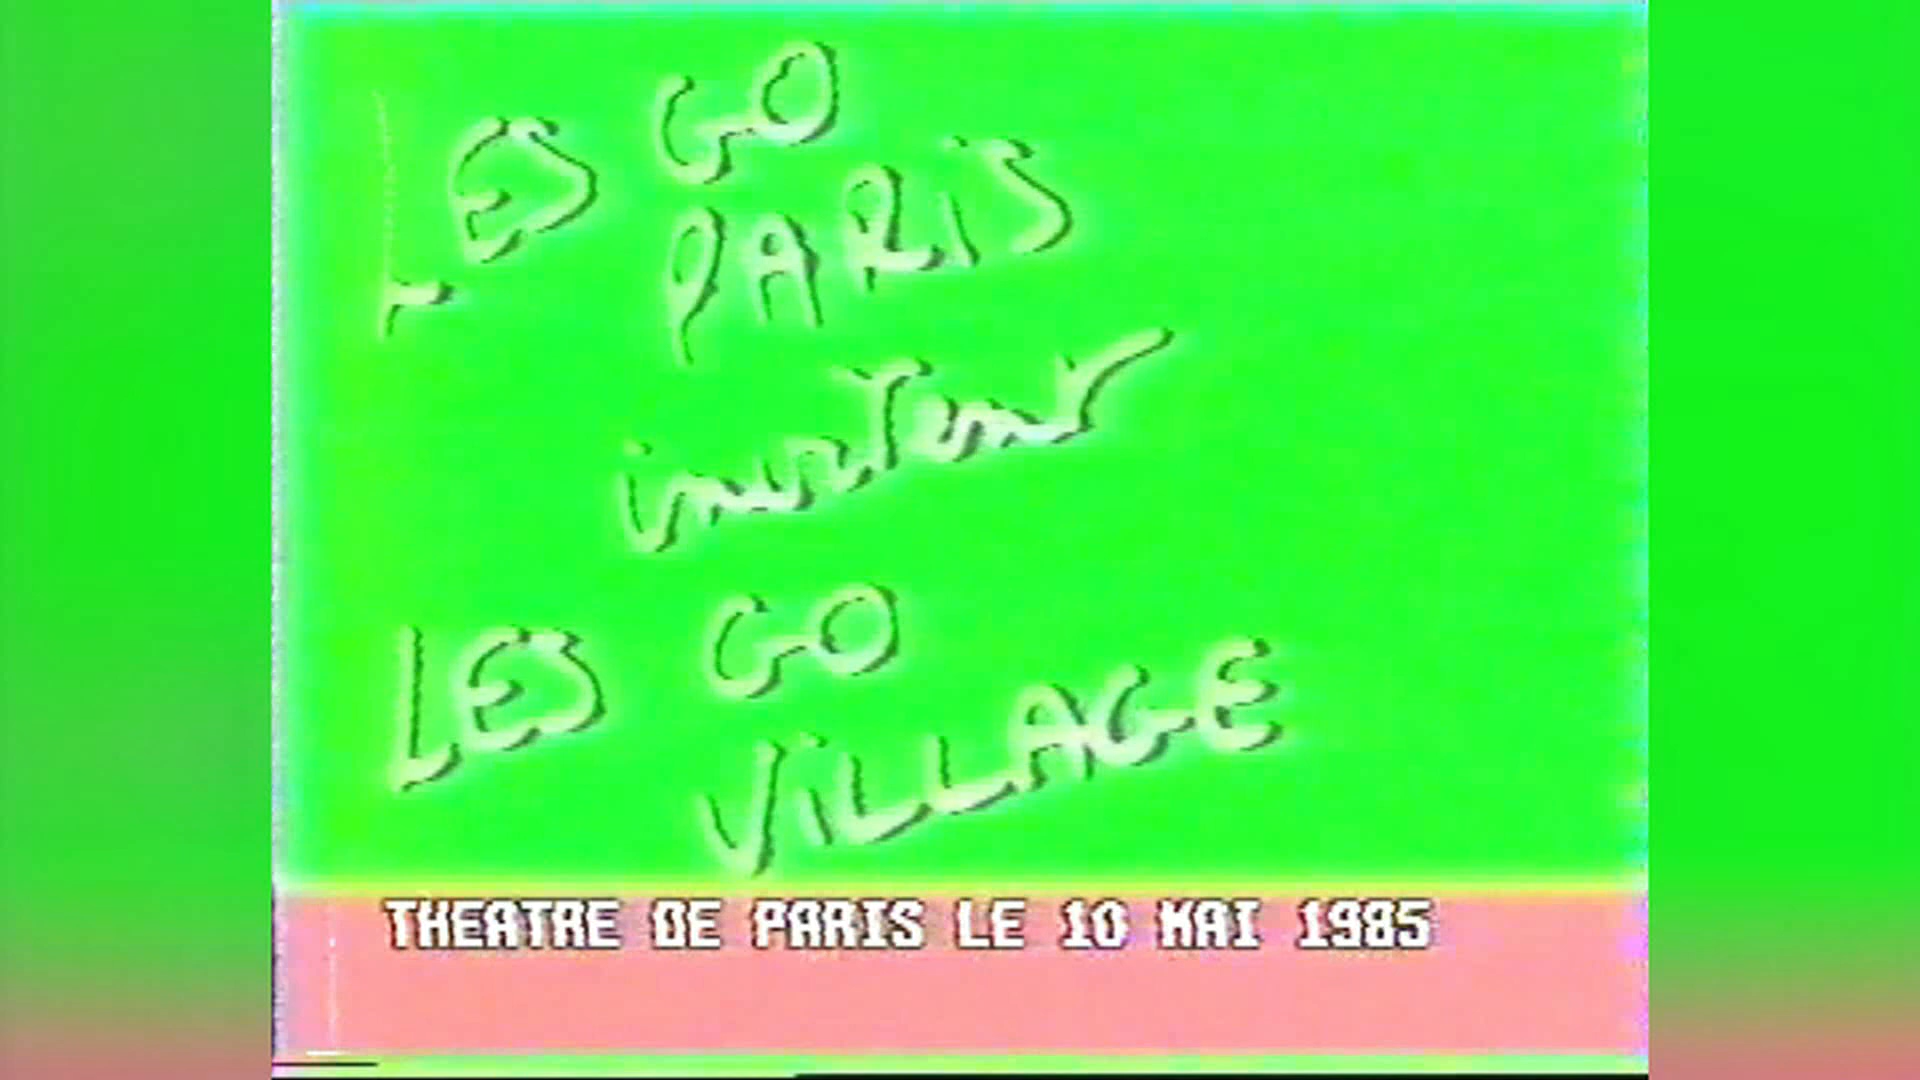 LES GO
PARiS
invitent
LES GO
ViLLAGE
THEATRE DE PARIS LE 10 MAI 1985